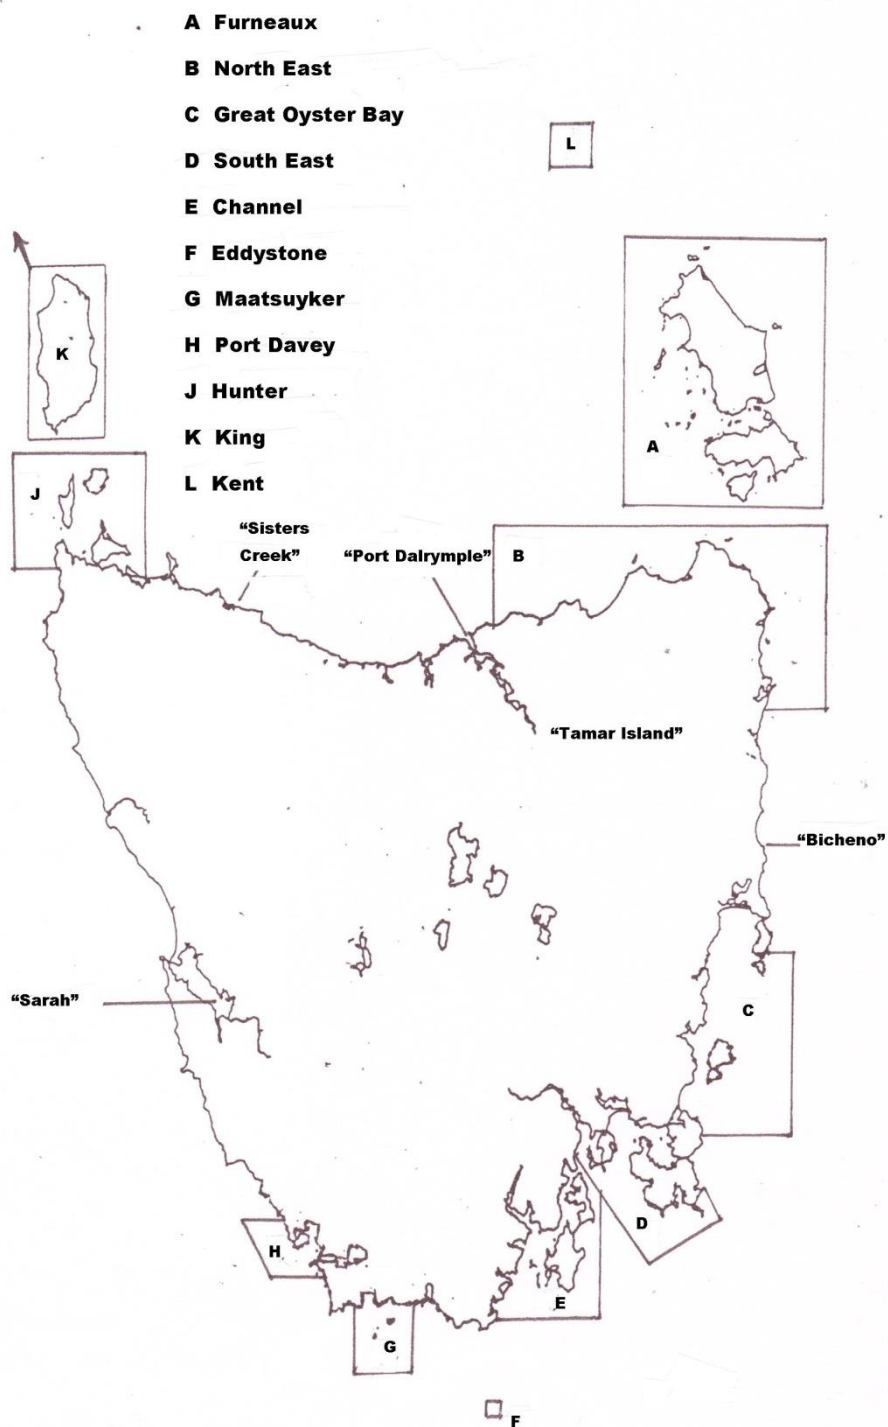 A Furneaux
B North East
C Great Oyster Bay
D South East
E Channel
F Eddystone
G Maatsuyker
H Port Davey
J Hunter
K King
L Kent
L
K
A
J
“Sisters
Creek”
“Port Dalrymple”
B
“Tamar Island”
“Bicheno”
“Sarah”
C
D
H
E
G
F